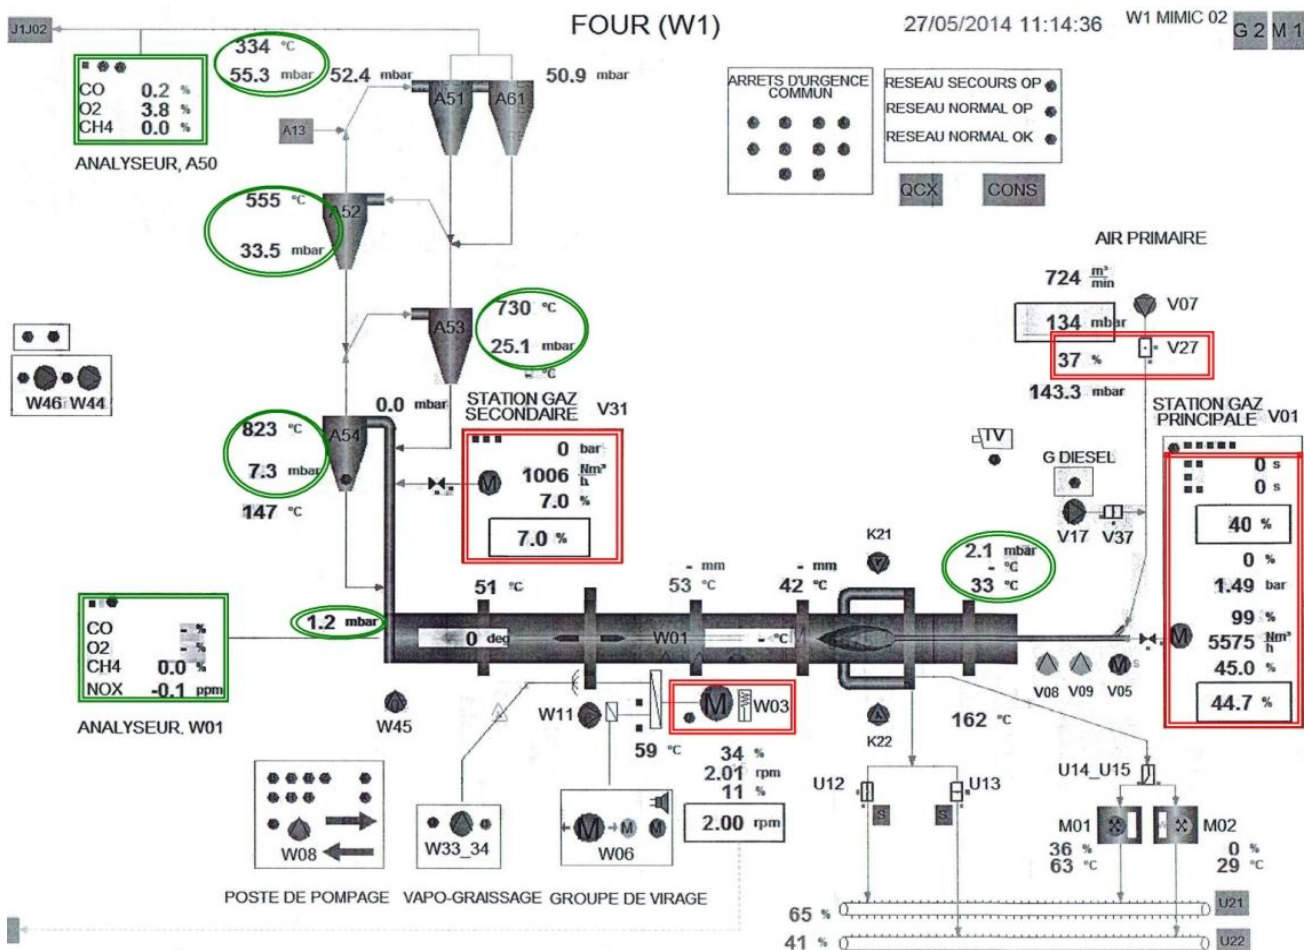 J1J02
FOUR (W1)
27/05/2014 11:14:36
W1 MIMIC 02
G 2
M 1
334 °C
55.3 mbar
52.4 mbar
50.9 mbar
CO 0.2 %
O2 3.8 %
CH4 0.0 %
ANALYSEUR, A50
A51
A61
A13
ARRETS D'URGENCE
COMMUN
RESEAU SECOURS OP
RESEAU NORMAL OP
RESEAU NORMAL OK
QCX
CONS
555 °C
A52
33.5 mbar
AIR PRIMAIRE
724 m³/min
V07
134 mbar
V27
37 %
143.3 mbar
730 °C
A53
25.1 mbar
- °C
W46 W44
0.0 mbar
STATION GAZ
SECONDAIRE
V31
0 bar
1006 Nm³/h
M
7.0 %
7.0 %
823 °C
A54
7.3 mbar
147 °C
STATION GAZ
PRINCIPALE
V01
0 s
0 s
40 %
0 %
1.49 bar
99 %
5575 Nm³/h
M
45.0 %
44.7 %
TV
G DIESEL
V17
V37
K21
2.1 mbar
- °C
33 °C
51 °C
- mm
53 °C
- mm
42 °C
1.2 mbar
0 deg
W01
- °C
M
CO - %
O2 - %
CH4 0.0 %
NOX -0.1 ppm
ANALYSEUR. W01
W45
W11
M
W03
K22
V08
V09
V05
M
S
59 °C
34 %
2.01 rpm
11 %
2.00 rpm
162 °C
U12
U13
S
S
U14_U15
M01
36 %
63 °C
M02
0 %
29 °C
W08
POSTE DE POMPAGE
W33_34
VAPO-GRAISSAGE
M
M
M
W06
GROUPE DE VIRAGE
65 %
U21
41 %
U22